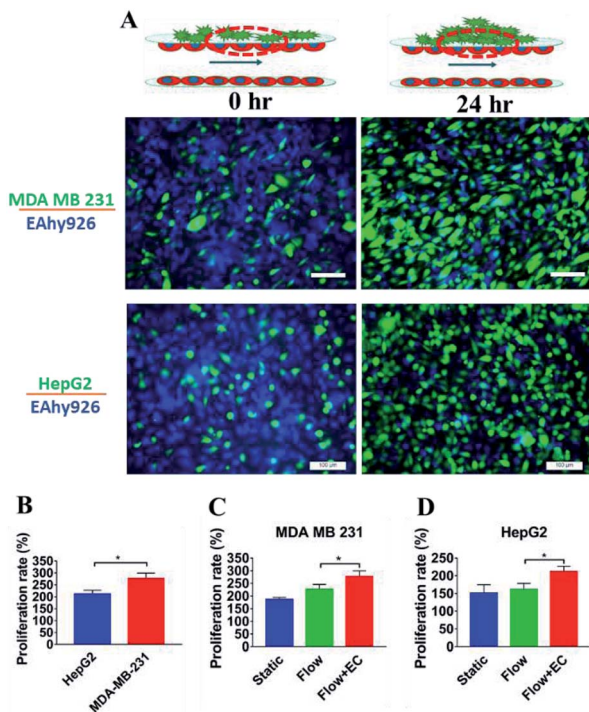 A
0 hr
24 hr
MDA MB 231
EAhy926
HepG2
EAhy926
100 μm
100 μm
B
Proliferation rate (%)
350
300
250
200
150
100
50
0
*
HepG2
MDA-MB-231
C
MDA MB 231
Proliferation rate (%)
350
300
250
200
150
100
50
0
*
Static
Flow
Flow+EC
D
HepG2
Proliferation rate (%)
250
200
150
100
50
0
*
Static
Flow
Flow+EC